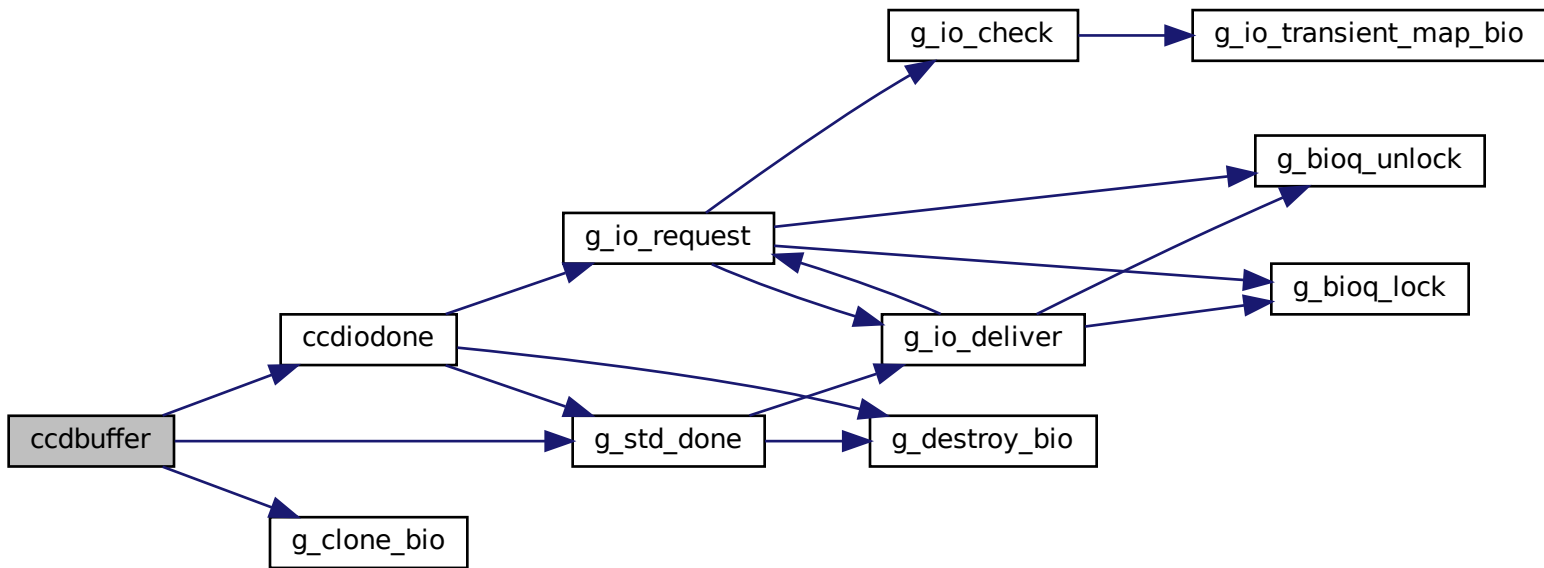 g_io_check
g_io_transient_map_bio
g_bioq_unlock
g_io_request
g_bioq_lock
ccdiodone
g_io_deliver
ccdbuffer
g_std_done
g_destroy_bio
g_clone_bio